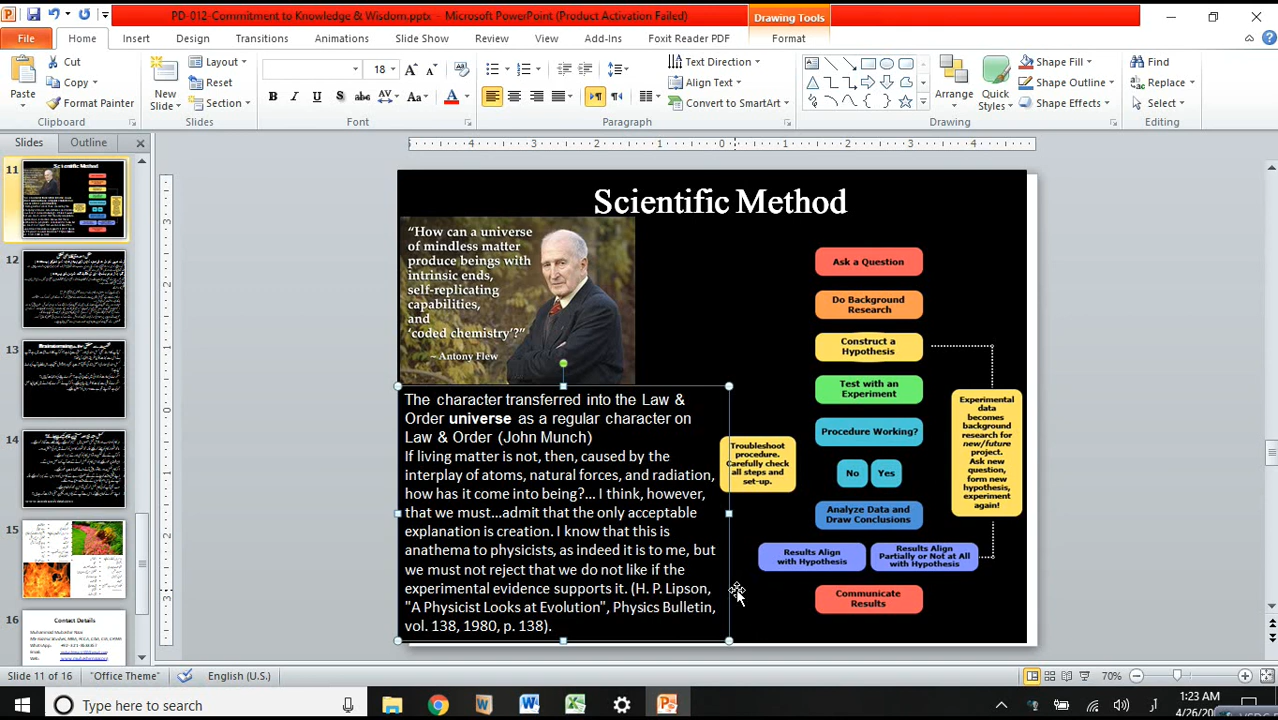 PD-012-Commitment to Knowledge & Wisdom.pptx - Microsoft PowerPoint (Product Activation Failed)
Drawing Tools
File Home Insert Design Transitions Animations Slide Show Review View Add-Ins Foxit Reader PDF Format
Paste
Cut
Copy
Format Painter
Clipboard
New Slide
Layout
Reset
Section
Slides
18
Font
Text Direction
Align Text
Convert to SmartArt
Paragraph
Arrange
Quick Styles
Shape Fill
Shape Outline
Shape Effects
Drawing
Find
Replace
Select
Editing
Slides Outline
11
12
13
14
15
16
Scientific Method
“How can a universe
of mindless matter
produce beings with
intrinsic ends,
self-replicating
capabilities,
and
‘coded chemistry’?”
~ Antony Flew
The character transferred into the Law &
Order universe as a regular character on
Law & Order (John Munch)
If living matter is not, then, caused by the
interplay of atoms, natural forces, and radiation,
how has it come into being?... I think, however,
that we must...admit that the only acceptable
explanation is creation. I know that this is
anathema to physicists, as indeed it is to me, but
we must not reject that we do not like if the
experimental evidence supports it. (H. P. Lipson,
"A Physicist Looks at Evolution", Physics Bulletin,
vol. 138, 1980, p. 138).
Ask a Question
Do Background
Research
Construct a
Hypothesis
Test with an
Experiment
Procedure Working?
No Yes
Troubleshoot
procedure.
Carefully check
all steps and
set-up.
Analyze Data and
Draw Conclusions
Results Align
with Hypothesis
Results Align
Partially or Not at All
with Hypothesis
Communicate
Results
Experimental
data
becomes
background
research for
new/future
project.
Ask new
question,
form new
hypothesis,
experiment
again!
Contact Details
Slide 11 of 16 "Office Theme" English (U.S.) 70%
Type here to search
1:23 AM